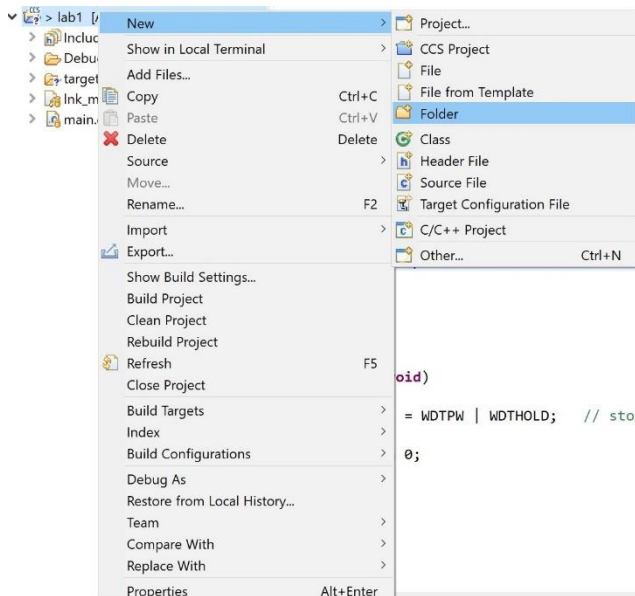 > lab1 [
Includ
Debu
target
lnk_m
main.
New
Show in Local Terminal
Add Files...
Copy Ctrl+C
Paste Ctrl+V
Delete Delete
Source
Move...
Rename... F2
Import
Export...
Show Build Settings...
Build Project
Clean Project
Rebuild Project
Refresh F5
Close Project
Build Targets
Index
Build Configurations
Debug As
Restore from Local History...
Team
Compare With
Replace With
Properties Alt+Enter
Project...
CCS Project
File
File from Template
Folder
Class
Header File
Source File
Target Configuration File
C/C++ Project
Other... Ctrl+N
oid)
= WDTPW | WDTHOLD; // sto
0;